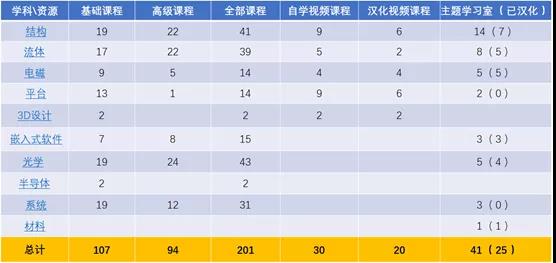 学科\资源 基础课程 高级课程 全部课程 自学视频课程 汉化视频课程 主题学习室（已汉化）
结构 19 22 41 9 6 14（7）
流体 17 22 39 5 2 8（5）
电磁 9 5 14 4 4 5（5）
平台 13 1 14 9 6 2（0）
3D设计 2 2 2 2
嵌入式软件 7 8 15 3（3）
光学 19 24 43 5（4）
半导体 2 2
系统 19 12 31 3（0）
材料 1（1）
总计 107 94 201 30 20 41（25）